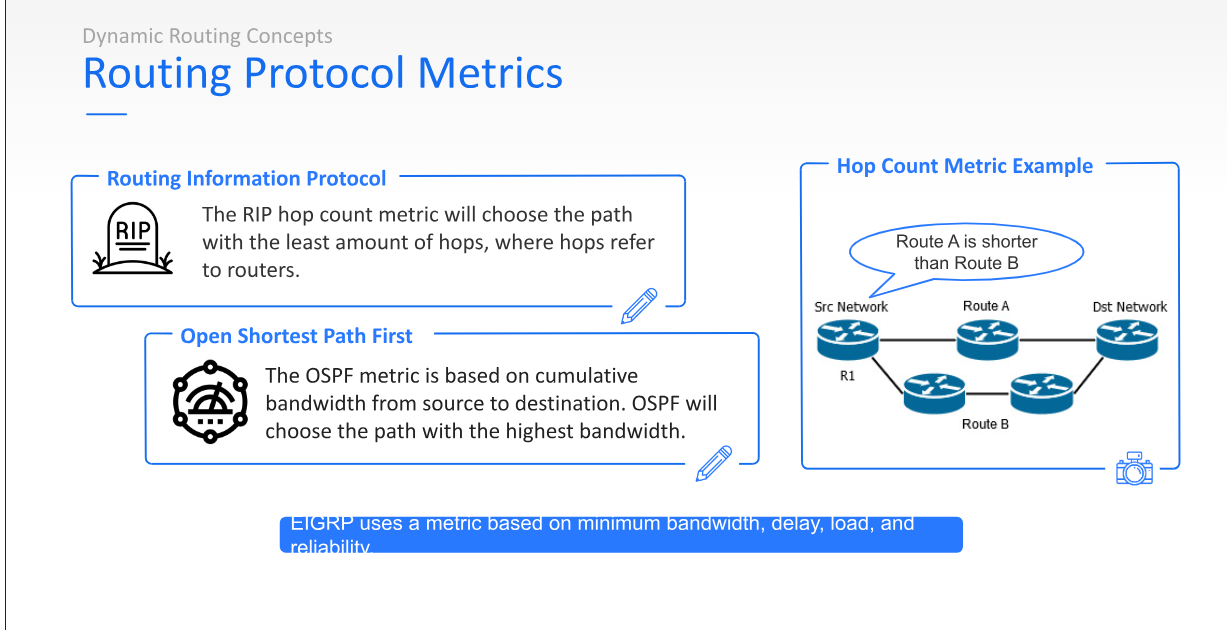 Dynamic Routing Concepts
Routing Protocol Metrics
Routing Information Protocol
RIP
The RIP hop count metric will choose the path
with the least amount of hops, where hops refer
to routers.
Open Shortest Path First
The OSPF metric is based on cumulative
bandwidth from source to destination. OSPF will
choose the path with the highest bandwidth.
Hop Count Metric Example
Route A is shorter
than Route B
Src Network
Route A
Dst Network
R1
Route B
EIGRP uses a metric based on minimum bandwidth, delay, load, and
reliability